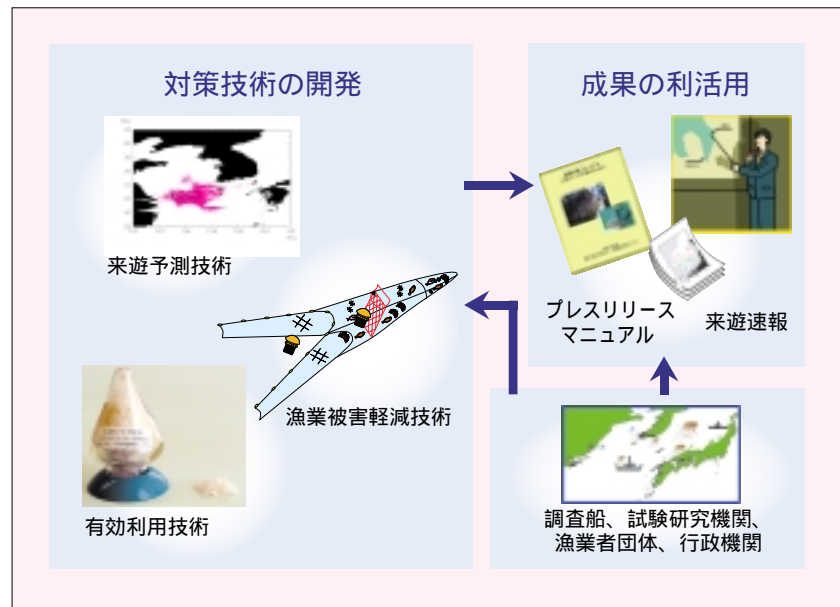 対策技術の開発
来遊予測技術
漁業被害軽減技術
有効利用技術
成果の利活用
プレスリリース
マニュアル
来遊速報
調査船、試験研究機関、
漁業者団体、行政機関